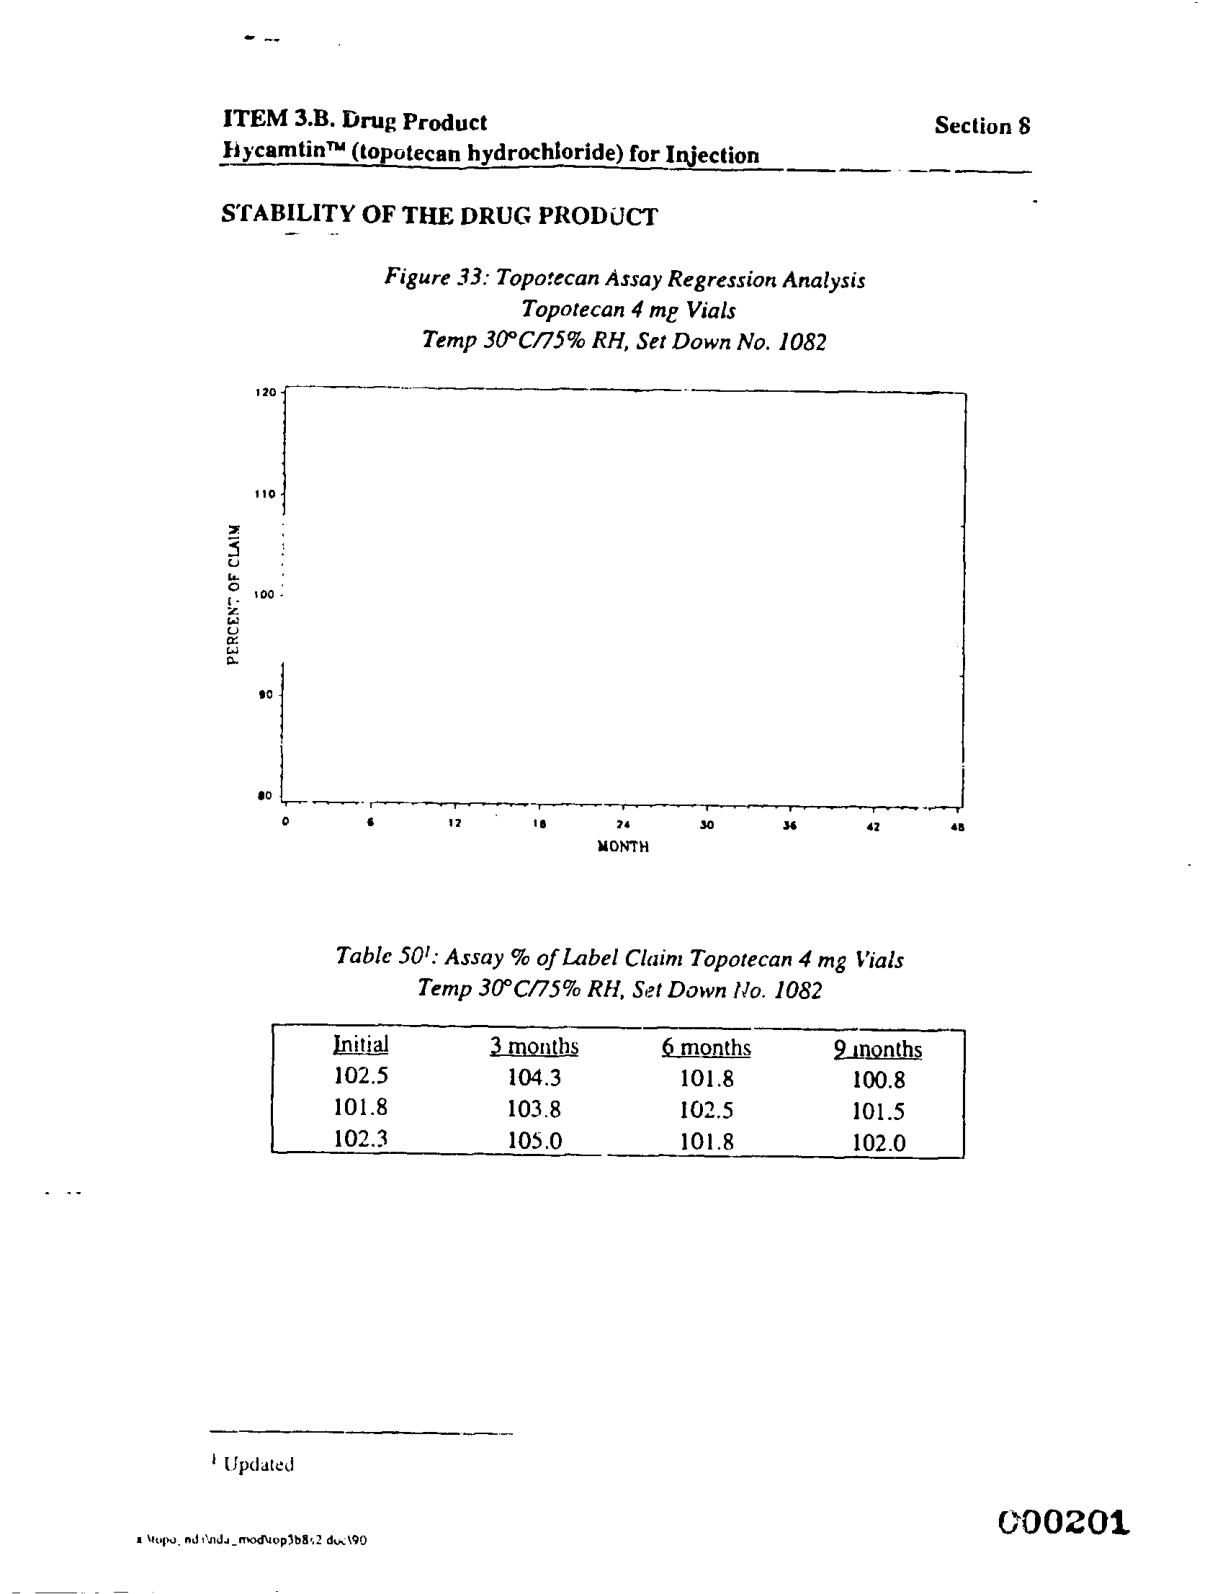 ITEM 3.B. Drug Product
Section 8
Hycamtin™ (topotecan hydrochloride) for Injection
STABILITY OF THE DRUG PRODUCT
Figure 33: Topotecan Assay Regression Analysis
Topotecan 4 mg Vials
Temp 30°C/75% RH, Set Down No. 1082
120
110
100
90
80
PERCENT OF CLAIM
0 6 12 18 24 30 36 42 48
MONTH
Table 50¹: Assay % of Label Claim Topotecan 4 mg Vials
Temp 30°C/75% RH, Set Down No. 1082
Initial 3 months 6 months 9 months
102.5 104.3 101.8 100.8
101.8 103.8 102.5 101.5
102.3 105.0 101.8 102.0
¹ Updated
000201